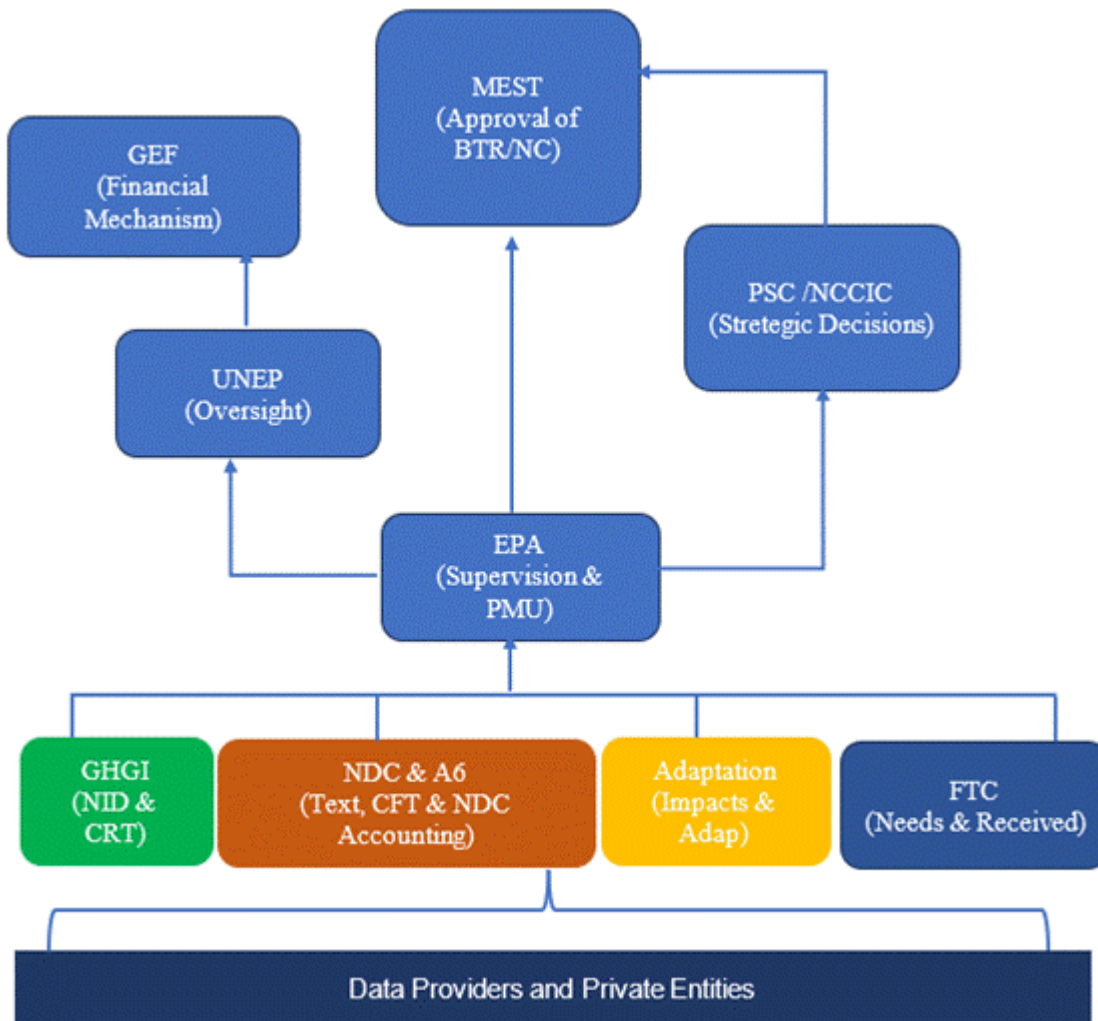 MEST
(Approval of
BTR/NC)
GEF
(Financial
Mechanism)
PSC /NCCIC
(Stretegic Decisions)
UNEP
(Oversight)
EPA
(Supervision &
PMU)
GHGI
(NID &
CRT)
NDC & A6
(Text, CFT & NDC
Accounting)
Adaptation
(Impacts &
Adap)
FTC
(Needs & Received)
Data Providers and Private Entities